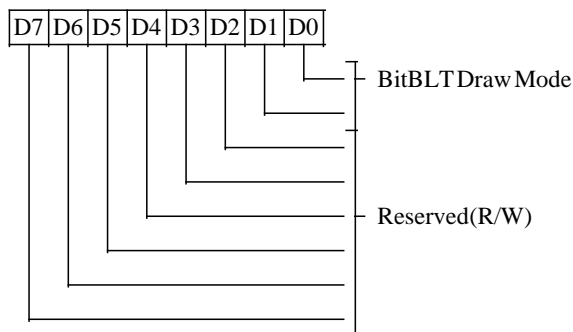 D7 D6 D5 D4 D3 D2 D1 D0
BitBLT Draw Mode
Reserved (R/W)